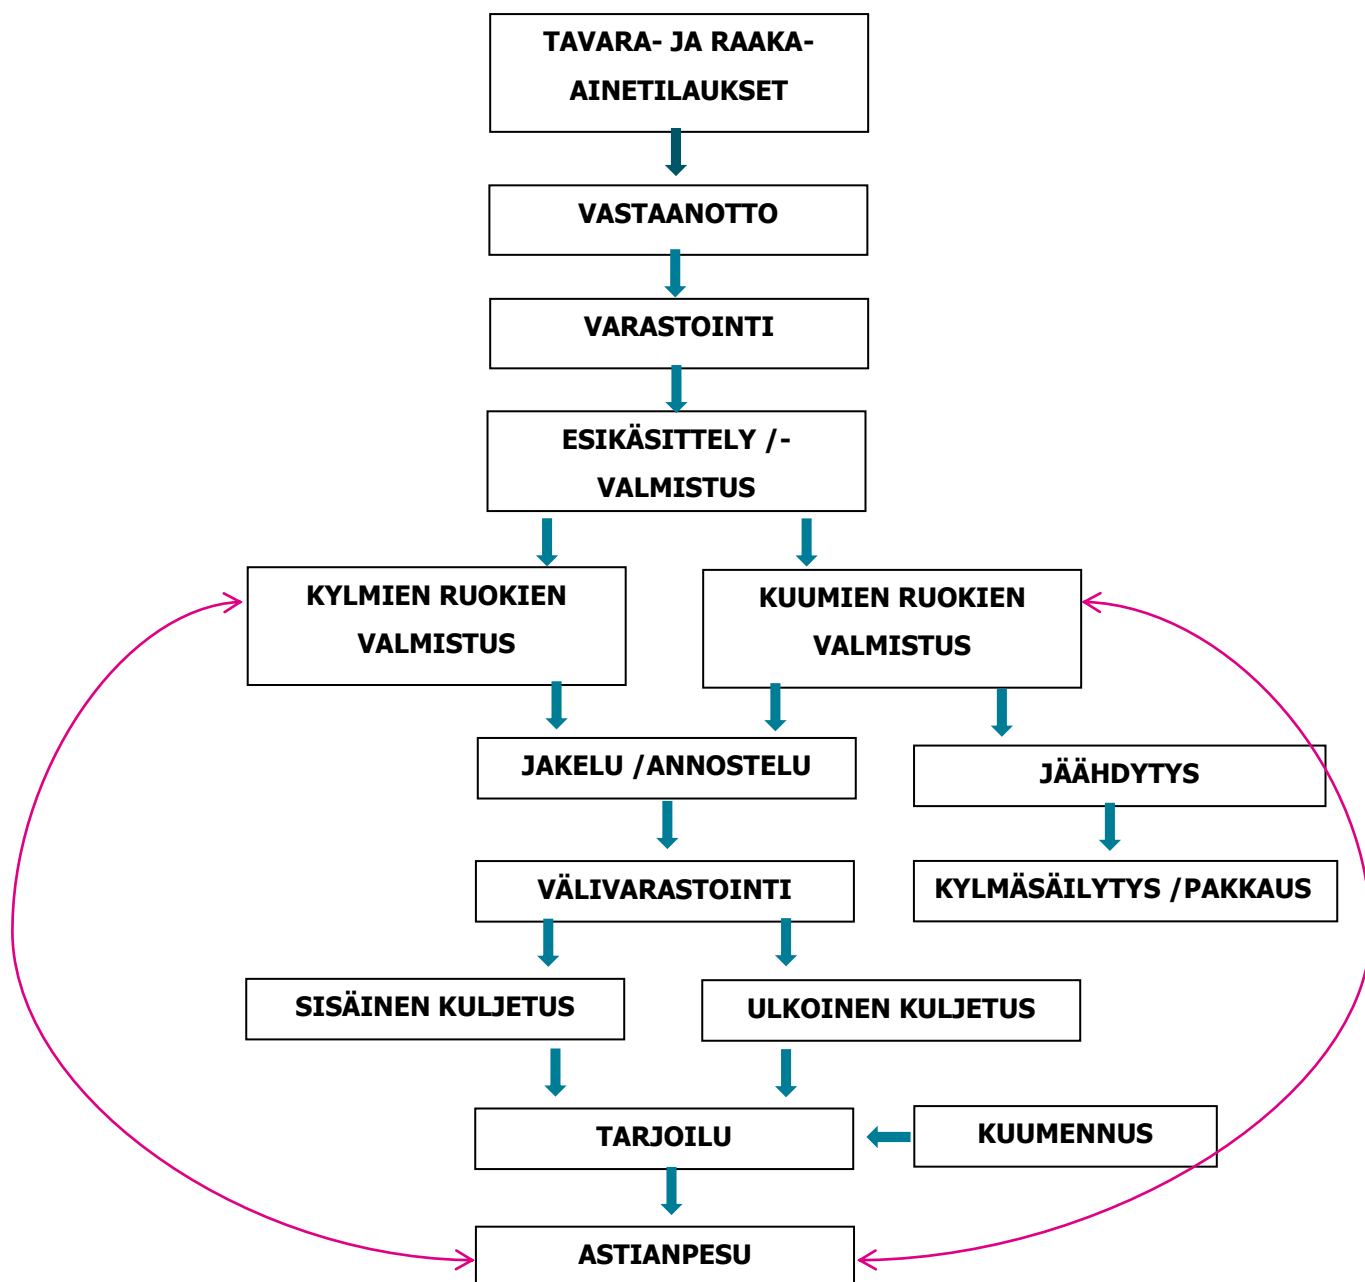 TAVARA- JA RAAKA-
AINETILAUKSET
VASTAANOTTO
VARASTOINTI
ESIKÄSITTELY /-
VALMISTUS
KYLMIEN RUOKIEN
VALMISTUS
KUUMIEN RUOKIEN
VALMISTUS
JAKELU /ANNOSTELU
JÄÄHDYTYS
VÄLIVARASTOINTI
KYLMÄSÄILYTYS /PAKKAUS
SISÄINEN KULJETUS
ULKOINEN KULJETUS
TARJOILU
KUUMENNUS
ASTIANPESU